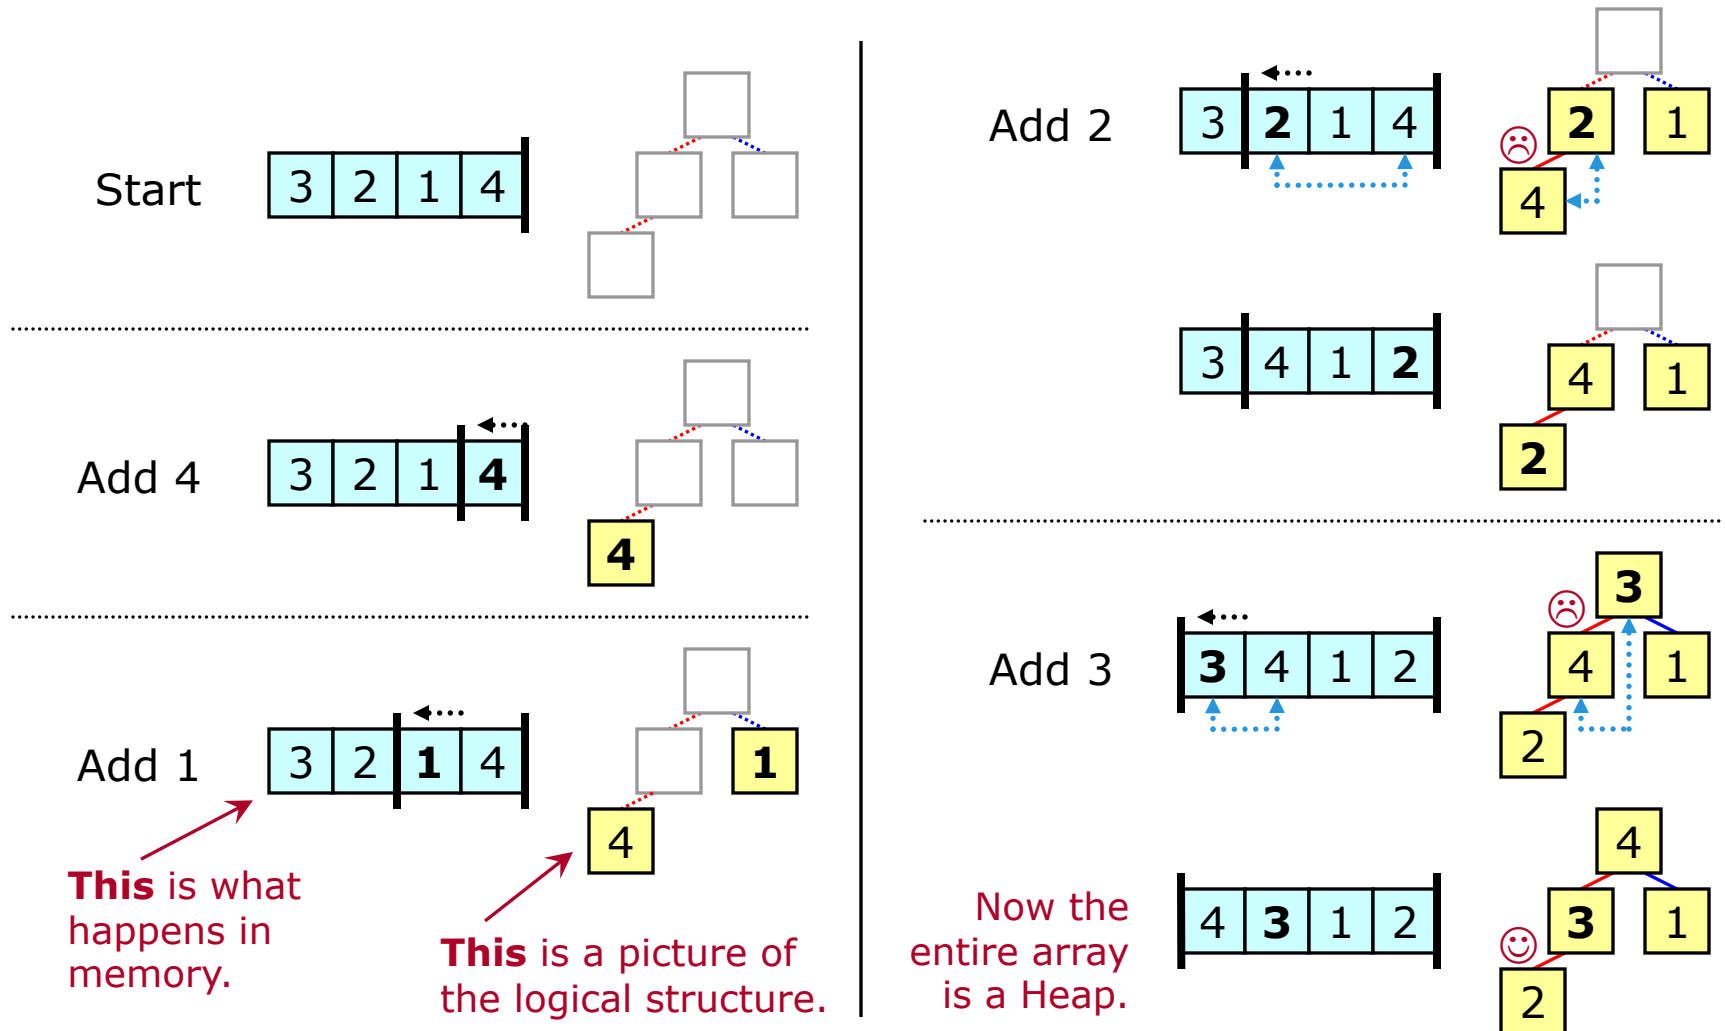 Start
3 2 1 4
Add 4
3 2 1 4
4
Add 1
3 2 1 4
1
4
This is what
happens in
memory.
This is a picture of
the logical structure.
Add 2
3 2 1 4
2 1
4
3 4 1 2
4 1
2
Add 3
3 4 1 2
3
4 1
2
Now the
entire array
is a Heap.
4 3 1 2
4
3 1
2